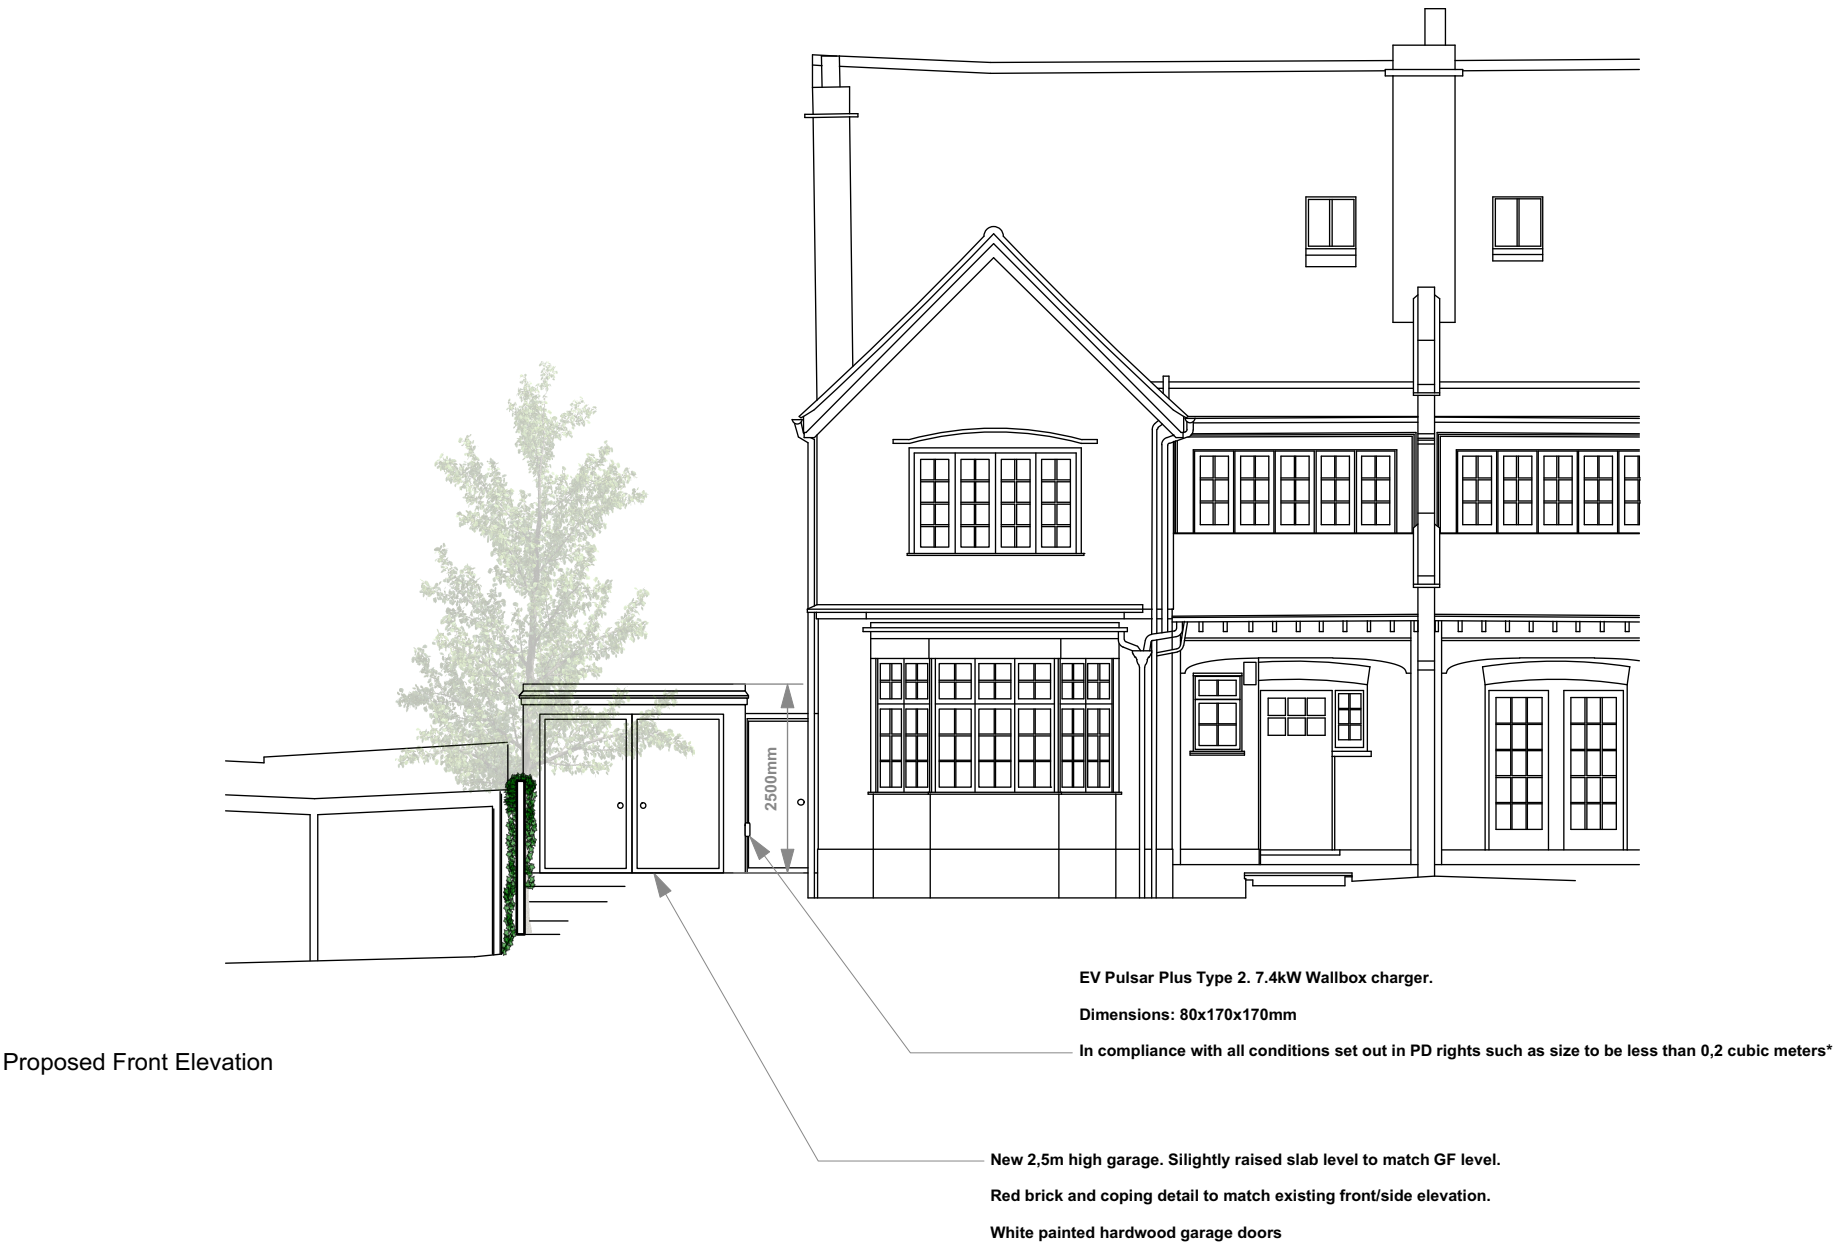 2500mm
EV Pulsar Plus Type 2. 7.4kW Wallbox charger.
Dimensions: 80x170x170mm
In compliance with all conditions set out in PD rights such as size to be less than 0,2 cubic meters*
Proposed Front Elevation
New 2,5m high garage. Silightly raised slab level to match GF level.
Red brick and coping detail to match existing front/side elevation.
White painted hardwood garage doors